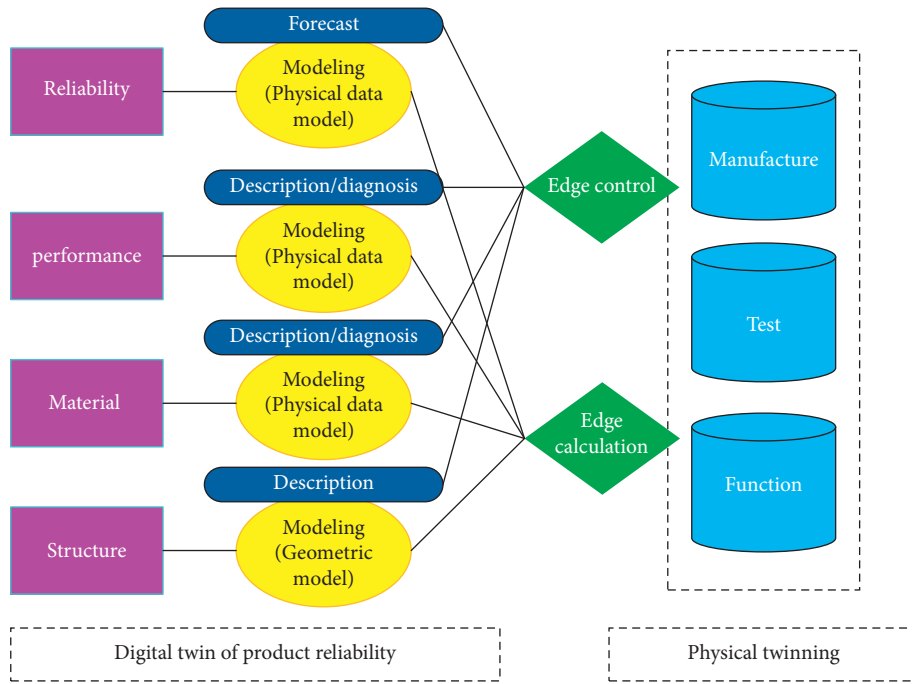 Forecast
Reliability
Modeling
(Physical data
model)
Description/diagnosis
performance
Modeling
(Physical data
model)
Description/diagnosis
Material
Modeling
(Physical data
model)
Description
Structure
Modeling
(Geometric
model)
Edge control
Edge
calculation
Manufacture
Test
Function
Digital twin of product reliability
Physical twinning